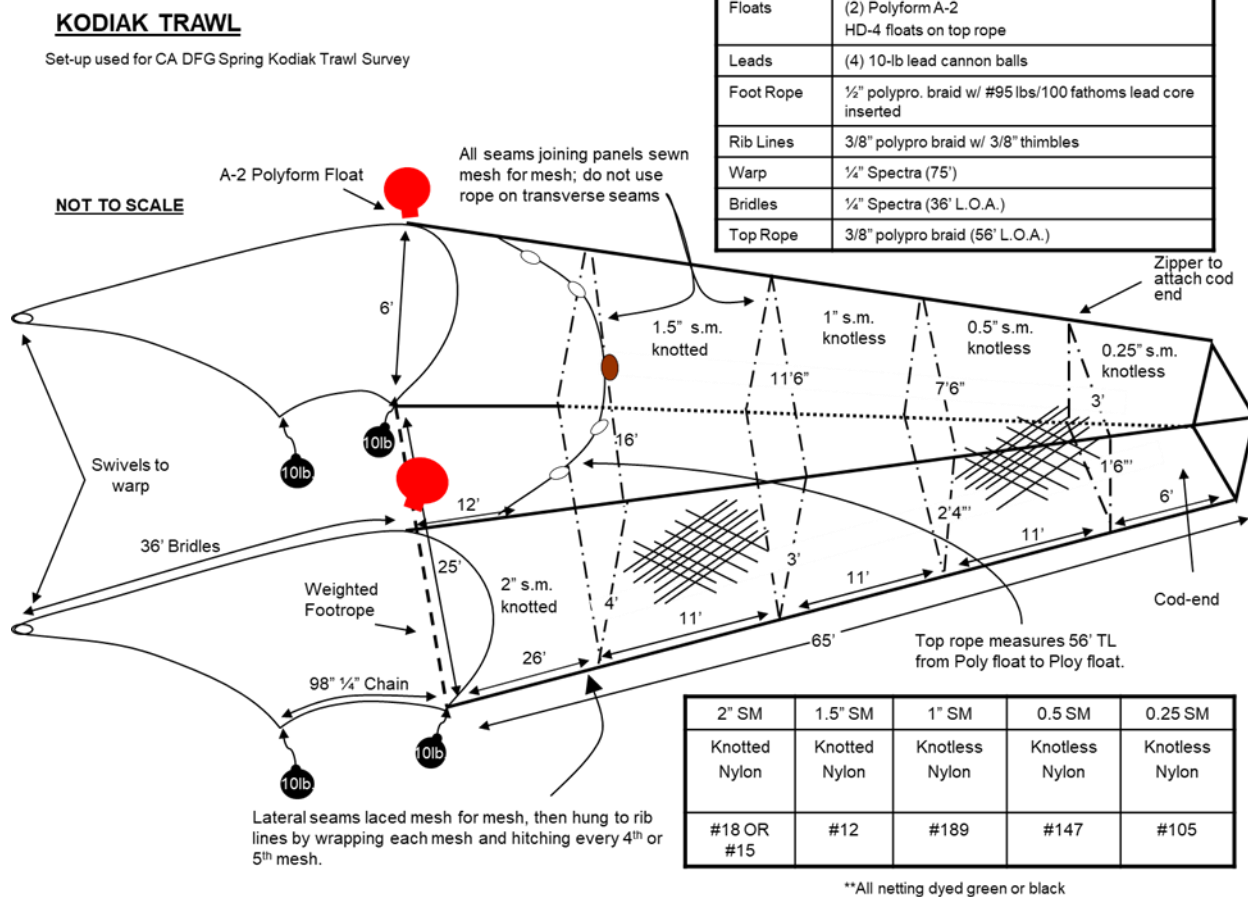 KODIAK TRAWL
Set-up used for CA DFG Spring Kodiak Trawl Survey
NOT TO SCALE
Floats (2) Polyform A-2
HD-4 floats on top rope
Leads (4) 10-lb lead cannon balls
Foot Rope ½” polypro. braid w/ #95 lbs/100 fathoms lead core
inserted
Rib Lines 3/8” polypro braid w/ 3/8” thimbles
Warp ¼” Spectra (75’)
Bridles ¼” Spectra (36’ L.O.A.)
Top Rope 3/8” polypro braid (56’ L.O.A.)
A-2 Polyform Float
All seams joining panels sewn
mesh for mesh; do not use
rope on transverse seams
Zipper to
attach cod
end
6’
1.5” s.m.
knotted
1” s.m.
knotless
0.5” s.m.
knotless
0.25” s.m.
knotless
11’6”
7’6”
3’
16’
10lb
10lb.
Swivels to
warp
12’
1’6”’
6’
36’ Bridles
25’
2’4”’
11’
3’
11’
Weighted
Footrope
2” s.m.
knotted
4’
11’
65’
Cod-end
26’
Top rope measures 56’ TL
from Poly float to Ploy float.
98” ¼” Chain
10lb.
10lb.
Lateral seams laced mesh for mesh, then hung to rib
lines by wrapping each mesh and hitching every 4th or
5th mesh.
2” SM 1.5” SM 1” SM 0.5 SM 0.25 SM
Knotted Knotted Knotless Knotless Knotless
Nylon Nylon Nylon Nylon Nylon
#18 OR #12 #189 #147 #105
#15
**All netting dyed green or black